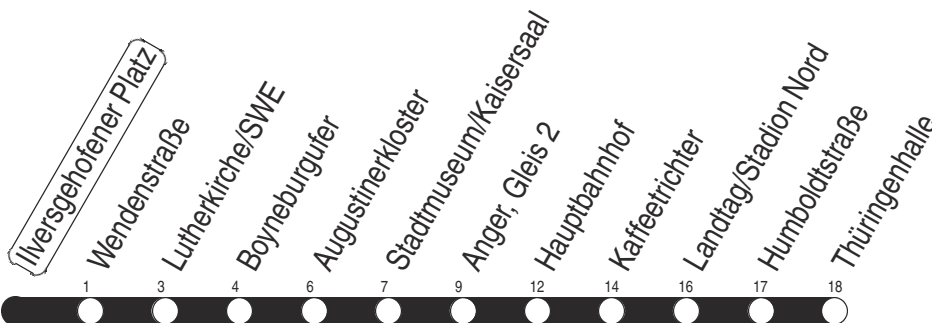 Ilversgehofener Platz
Wendenstraße
Lutherkirche/SWE
Boyneburgufer
Augustinerkloster
Stadtmuseum/Kaisersaal
Anger, Gleis 2
Hauptbahnhof
Kaffeetrichter
Landtag/Stadion Nord
Humboldtstraße
Thüringenhalle
1 3 4 6 7 9 12 14 16 17 18